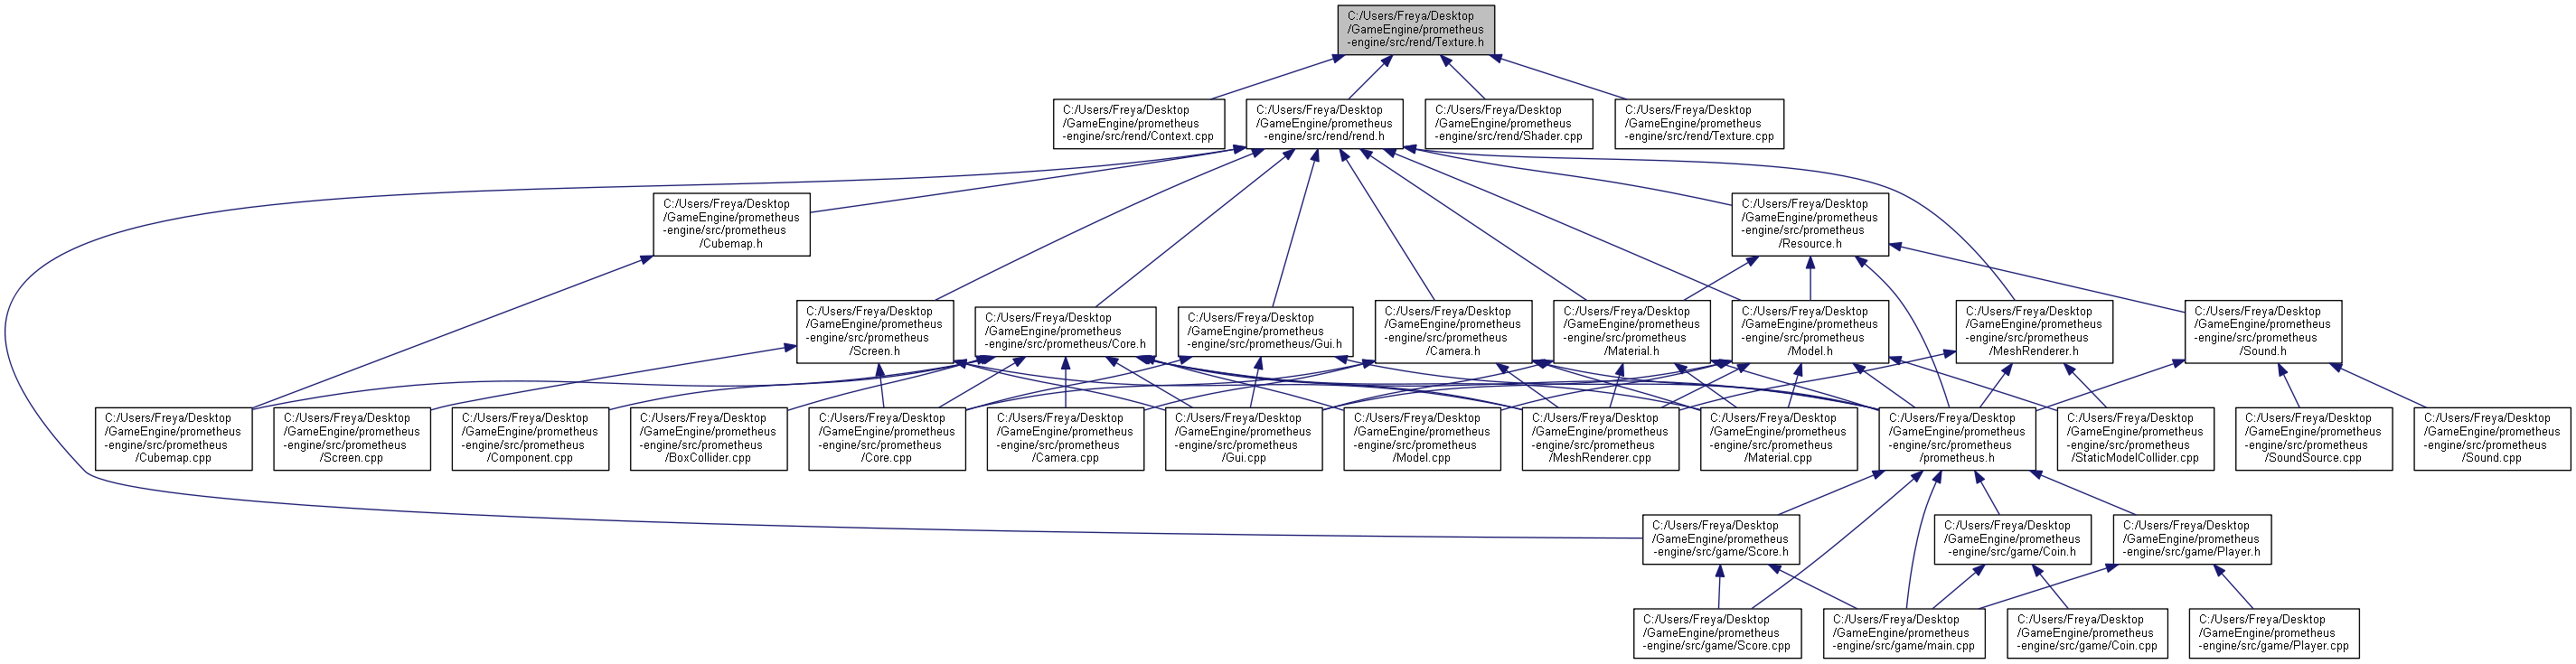 C:/Users/Freya/Desktop
/GameEngine/prometheus
-engine/src/rend/Texture.h
C:/Users/Freya/Desktop
/GameEngine/prometheus
-engine/src/rend/Context.cpp
C:/Users/Freya/Desktop
/GameEngine/prometheus
-engine/src/rend/rend.h
C:/Users/Freya/Desktop
/GameEngine/prometheus
-engine/src/rend/Shader.cpp
C:/Users/Freya/Desktop
/GameEngine/prometheus
-engine/src/rend/Texture.cpp
C:/Users/Freya/Desktop
/GameEngine/prometheus
-engine/src/prometheus
/Cubemap.h
C:/Users/Freya/Desktop
/GameEngine/prometheus
-engine/src/prometheus
/Resource.h
C:/Users/Freya/Desktop
/GameEngine/prometheus
-engine/src/prometheus
/Screen.h
C:/Users/Freya/Desktop
/GameEngine/prometheus
-engine/src/prometheus/Core.h
C:/Users/Freya/Desktop
/GameEngine/prometheus
-engine/src/prometheus/Gui.h
C:/Users/Freya/Desktop
/GameEngine/prometheus
-engine/src/prometheus
/Camera.h
C:/Users/Freya/Desktop
/GameEngine/prometheus
-engine/src/prometheus
/Material.h
C:/Users/Freya/Desktop
/GameEngine/prometheus
-engine/src/prometheus
/Model.h
C:/Users/Freya/Desktop
/GameEngine/prometheus
-engine/src/prometheus
/MeshRenderer.h
C:/Users/Freya/Desktop
/GameEngine/prometheus
-engine/src/prometheus
/Sound.h
C:/Users/Freya/Desktop
/GameEngine/prometheus
-engine/src/prometheus
/Cubemap.cpp
C:/Users/Freya/Desktop
/GameEngine/prometheus
-engine/src/prometheus
/Screen.cpp
C:/Users/Freya/Desktop
/GameEngine/prometheus
-engine/src/prometheus
/Component.cpp
C:/Users/Freya/Desktop
/GameEngine/prometheus
-engine/src/prometheus
/BoxCollider.cpp
C:/Users/Freya/Desktop
/GameEngine/prometheus
-engine/src/prometheus
/Core.cpp
C:/Users/Freya/Desktop
/GameEngine/prometheus
-engine/src/prometheus
/Camera.cpp
C:/Users/Freya/Desktop
/GameEngine/prometheus
-engine/src/prometheus
/Gui.cpp
C:/Users/Freya/Desktop
/GameEngine/prometheus
-engine/src/prometheus
/Model.cpp
C:/Users/Freya/Desktop
/GameEngine/prometheus
-engine/src/prometheus
/MeshRenderer.cpp
C:/Users/Freya/Desktop
/GameEngine/prometheus
-engine/src/prometheus
/Material.cpp
C:/Users/Freya/Desktop
/GameEngine/prometheus
-engine/src/prometheus
/prometheus.h
C:/Users/Freya/Desktop
/GameEngine/prometheus
-engine/src/prometheus
/StaticModelCollider.cpp
C:/Users/Freya/Desktop
/GameEngine/prometheus
-engine/src/prometheus
/SoundSource.cpp
C:/Users/Freya/Desktop
/GameEngine/prometheus
-engine/src/prometheus
/Sound.cpp
C:/Users/Freya/Desktop
/GameEngine/prometheus
-engine/src/game/Score.h
C:/Users/Freya/Desktop
/GameEngine/prometheus
-engine/src/game/Coin.h
C:/Users/Freya/Desktop
/GameEngine/prometheus
-engine/src/game/Player.h
C:/Users/Freya/Desktop
/GameEngine/prometheus
-engine/src/game/Score.cpp
C:/Users/Freya/Desktop
/GameEngine/prometheus
-engine/src/game/main.cpp
C:/Users/Freya/Desktop
/GameEngine/prometheus
-engine/src/game/Coin.cpp
C:/Users/Freya/Desktop
/GameEngine/prometheus
-engine/src/game/Player.cpp